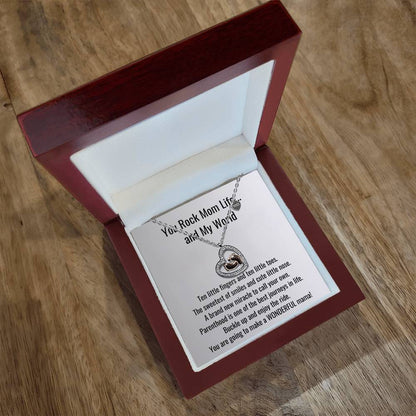 You Rock Mom Life
and My World
Ten little fingers and ten little toes.
The sweetest of smiles and cute little nose.
A brand new miracle to call your own.
Parenthood is one of the best journeys in life.
Buckle up and enjoy the ride.
You are going to make a WONDERFUL mama!